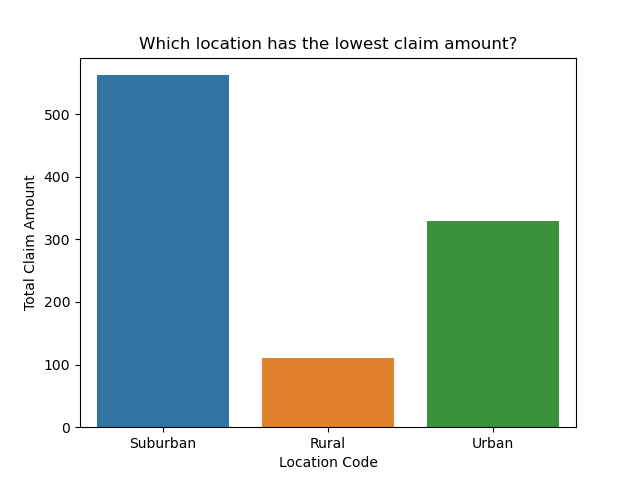 Which location has the lowest claim amount?
Total Claim Amount
500
400
300
200
100
0
Suburban Rural Urban
Location Code